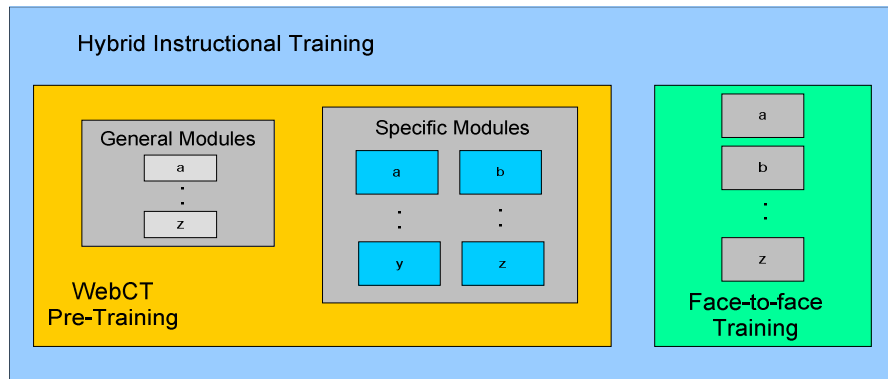 Hybrid Instructional Training
General Modules
a
:
z
WebCT
Pre-Training
Specific Modules
a b
: :
y z
a
b
:
z
Face-to-face
Training